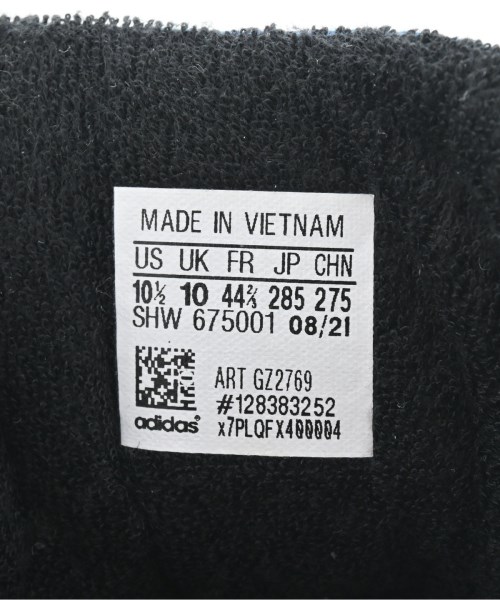 MADE IN VIETNAM
US UK FR JP CHN
10½ 10 44⅔ 285 275
SHW 675001 08/21
ART GZ2769
#128383252
adidas® x7PLQFX400004